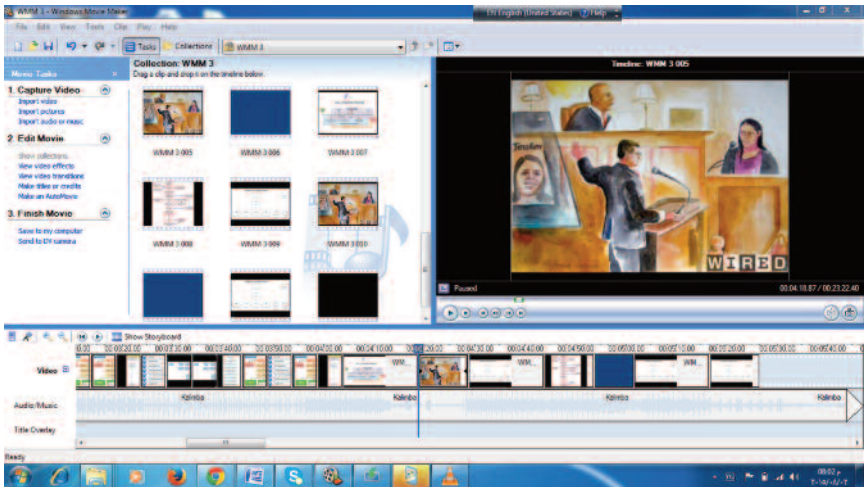 WMM 3 - Windows Movie Maker
EN English (United States) Help
File Edit View Tools Clip Play Help
Tasks Collections WMM 3
Movie Tasks
Collection: WMM 3
Drag a clip and drop it on the timeline below.
Timeline: WMM 3 005
1. Capture Video
Import video
Import pictures
Import audio or music
2. Edit Movie
Show collections
View video effects
View video transitions
Make titles or credits
Make an AutoMovie
3. Finish Movie
Save to my computer
Send to DV camera
WMM 3 005 WMM 3 006 WMM 3 007
WMM 3 008 WMM 3 009 WMM 3 010
WIRED
Paused
00:04:18.87 / 00:23:22.40
Show Storyboard
Video
WM... WM... WM...
Audio/Music
Kalimba Kalimba Kalimba Kalimba
Title Overlay
Ready
08:02 م